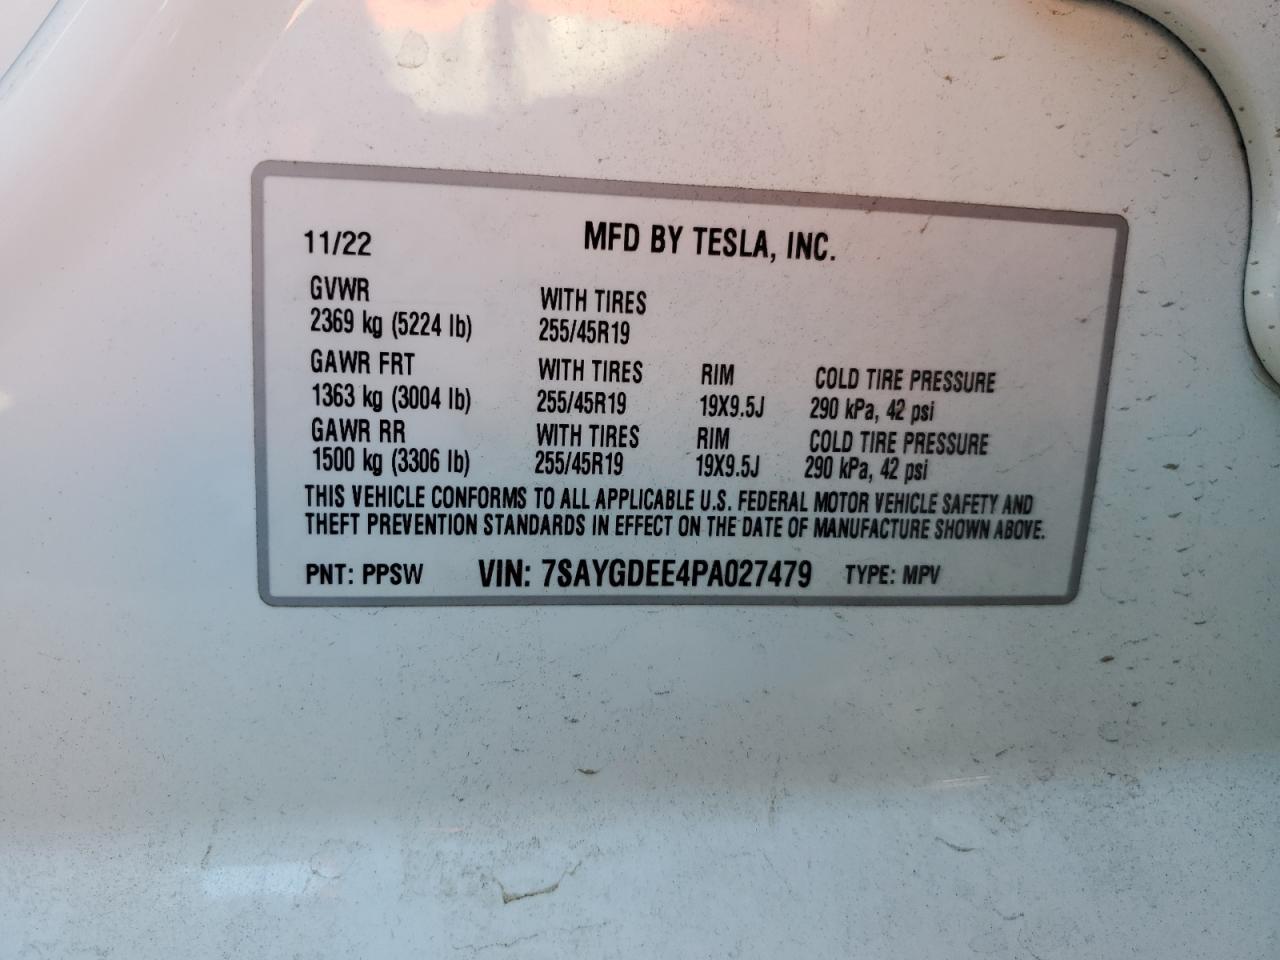 11/22 MFD BY TESLA, INC.
GVWR WITH TIRES
2369 kg (5224 lb) 255/45R19
GAWR FRT WITH TIRES RIM COLD TIRE PRESSURE
1363 kg (3004 lb) 255/45R19 19X9.5J 290 kPa, 42 psi
GAWR RR WITH TIRES RIM COLD TIRE PRESSURE
1500 kg (3306 lb) 255/45R19 19X9.5J 290 kPa, 42 psi
THIS VEHICLE CONFORMS TO ALL APPLICABLE U.S. FEDERAL MOTOR VEHICLE SAFETY AND
THEFT PREVENTION STANDARDS IN EFFECT ON THE DATE OF MANUFACTURE SHOWN ABOVE.
PNT: PPSW VIN: 7SAYGDEE4PA027479 TYPE: MPV